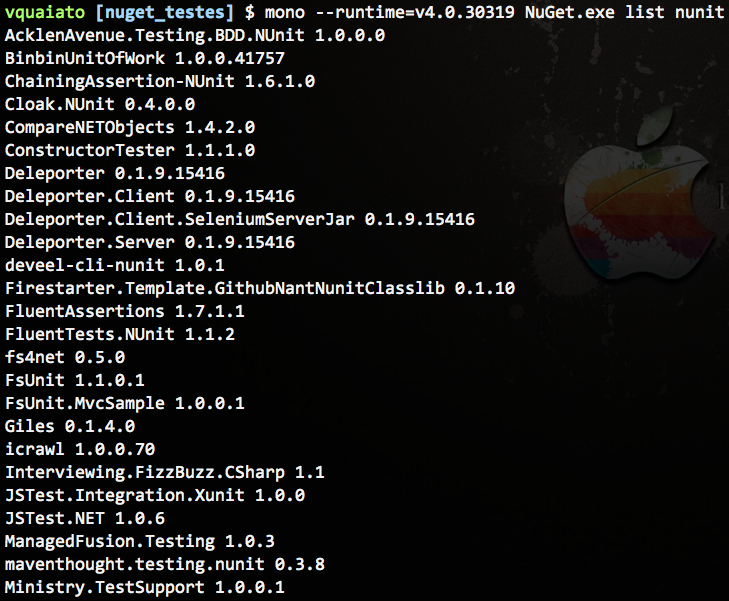 vquaiato [nuget_testes] $ mono --runtime=v4.0.30319 NuGet.exe list nunit
AcklenAvenue.Testing.BDD.NUnit 1.0.0.0
BinbinUnitOfWork 1.0.0.41757
ChainingAssertion-NUnit 1.6.1.0
Cloak.NUnit 0.4.0.0
CompareNETObjects 1.4.2.0
ConstructorTester 1.1.1.0
Deleporter 0.1.9.15416
Deleporter.Client 0.1.9.15416
Deleporter.Client.SeleniumServerJar 0.1.9.15416
Deleporter.Server 0.1.9.15416
deveel-cli-nunit 1.0.1
Firestarter.Template.GithubNantNunitClasslib 0.1.10
FluentAssertions 1.7.1.1
FluentTests.NUnit 1.1.2
fs4net 0.5.0
FsUnit 1.1.0.1
FsUnit.MvcSample 1.0.0.1
Giles 0.1.4.0
icrawl 1.0.0.70
Interviewing.FizzBuzz.CSharp 1.1
JSTest.Integration.Xunit 1.0.0
JSTest.NET 1.0.6
ManagedFusion.Testing 1.0.3
maventhought.testing.nunit 0.3.8
Ministry.TestSupport 1.0.0.1